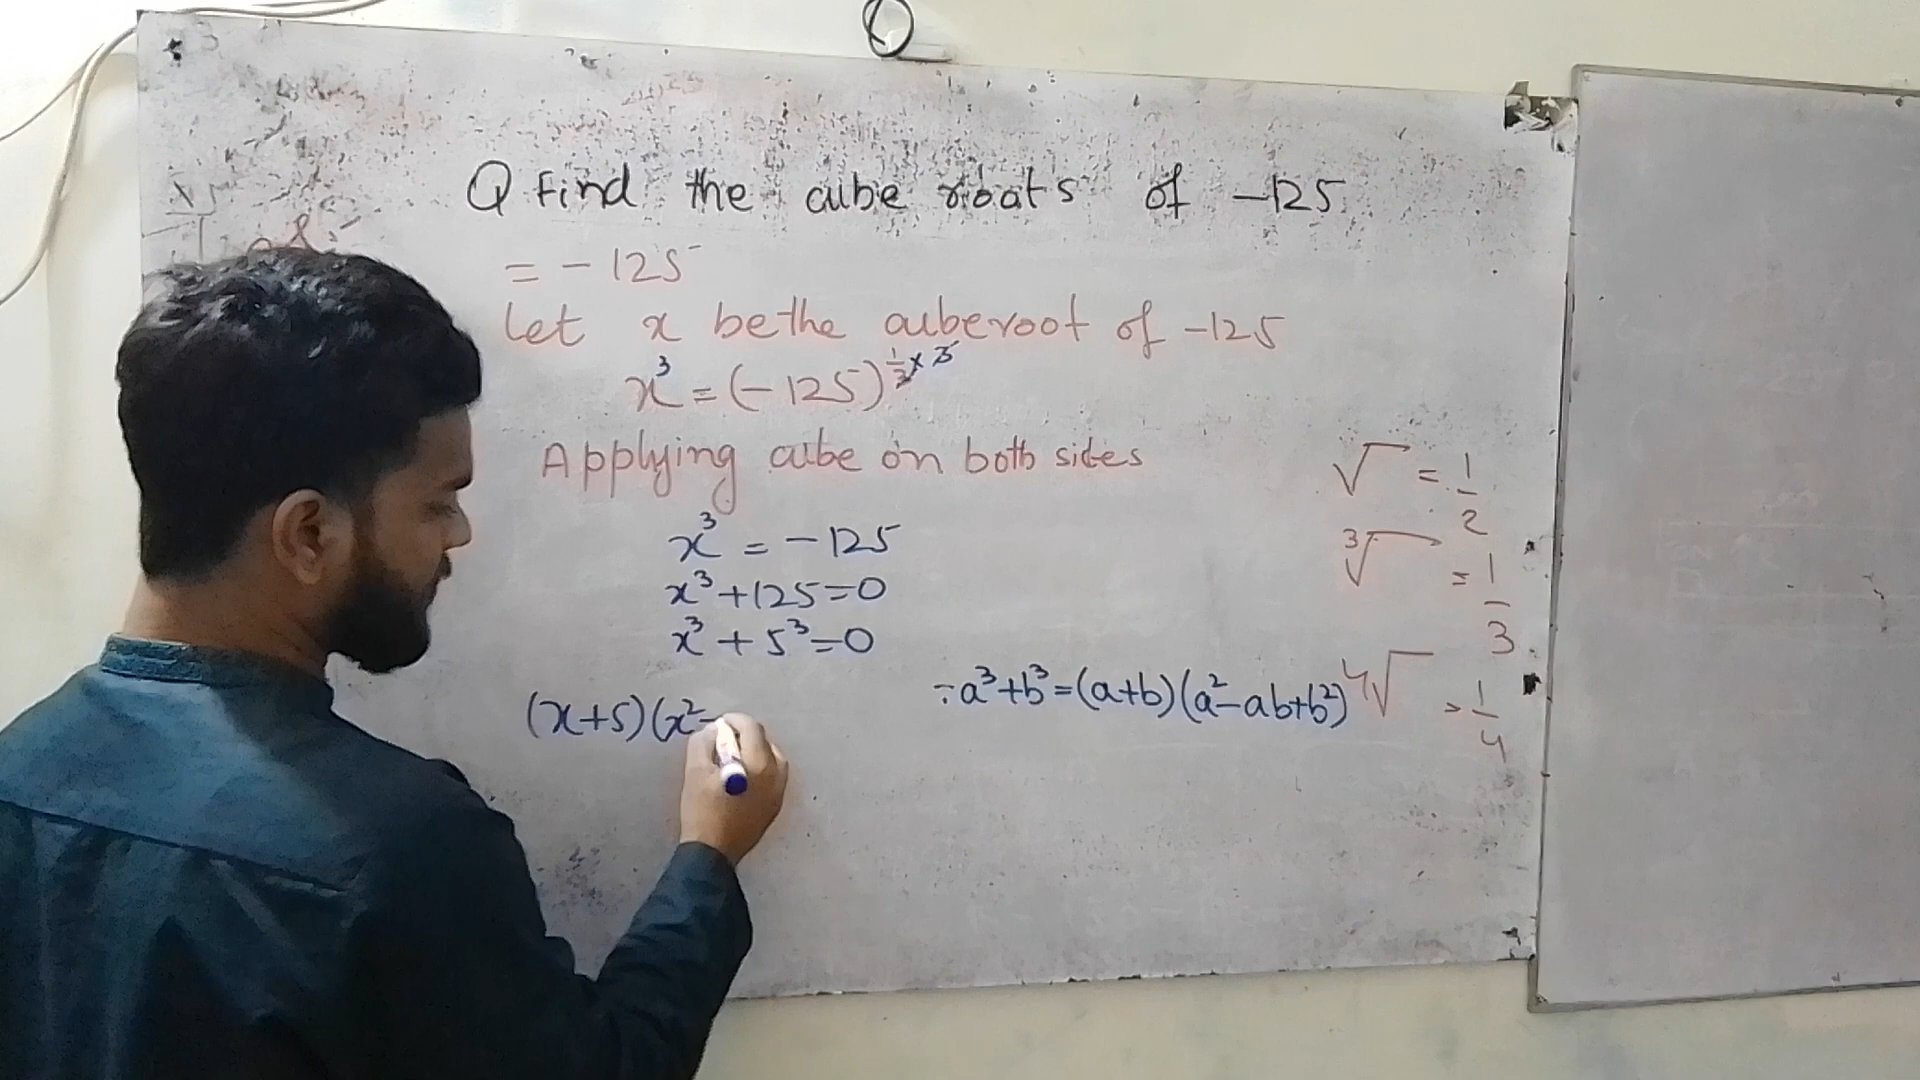 Q Find the cube roots of -125
= - 125
Let x be the cube root of -125
x³ = (-125)^(1/3 × 3)
Applying cube on both sides
x³ = -125
x³ + 125 = 0
x³ + 5³ = 0
(x+5)(x²-
∵ a³+b³ = (a+b)(a²-ab+b²)
√ = 1/2
∛ = 1/3
∜ = 1/4